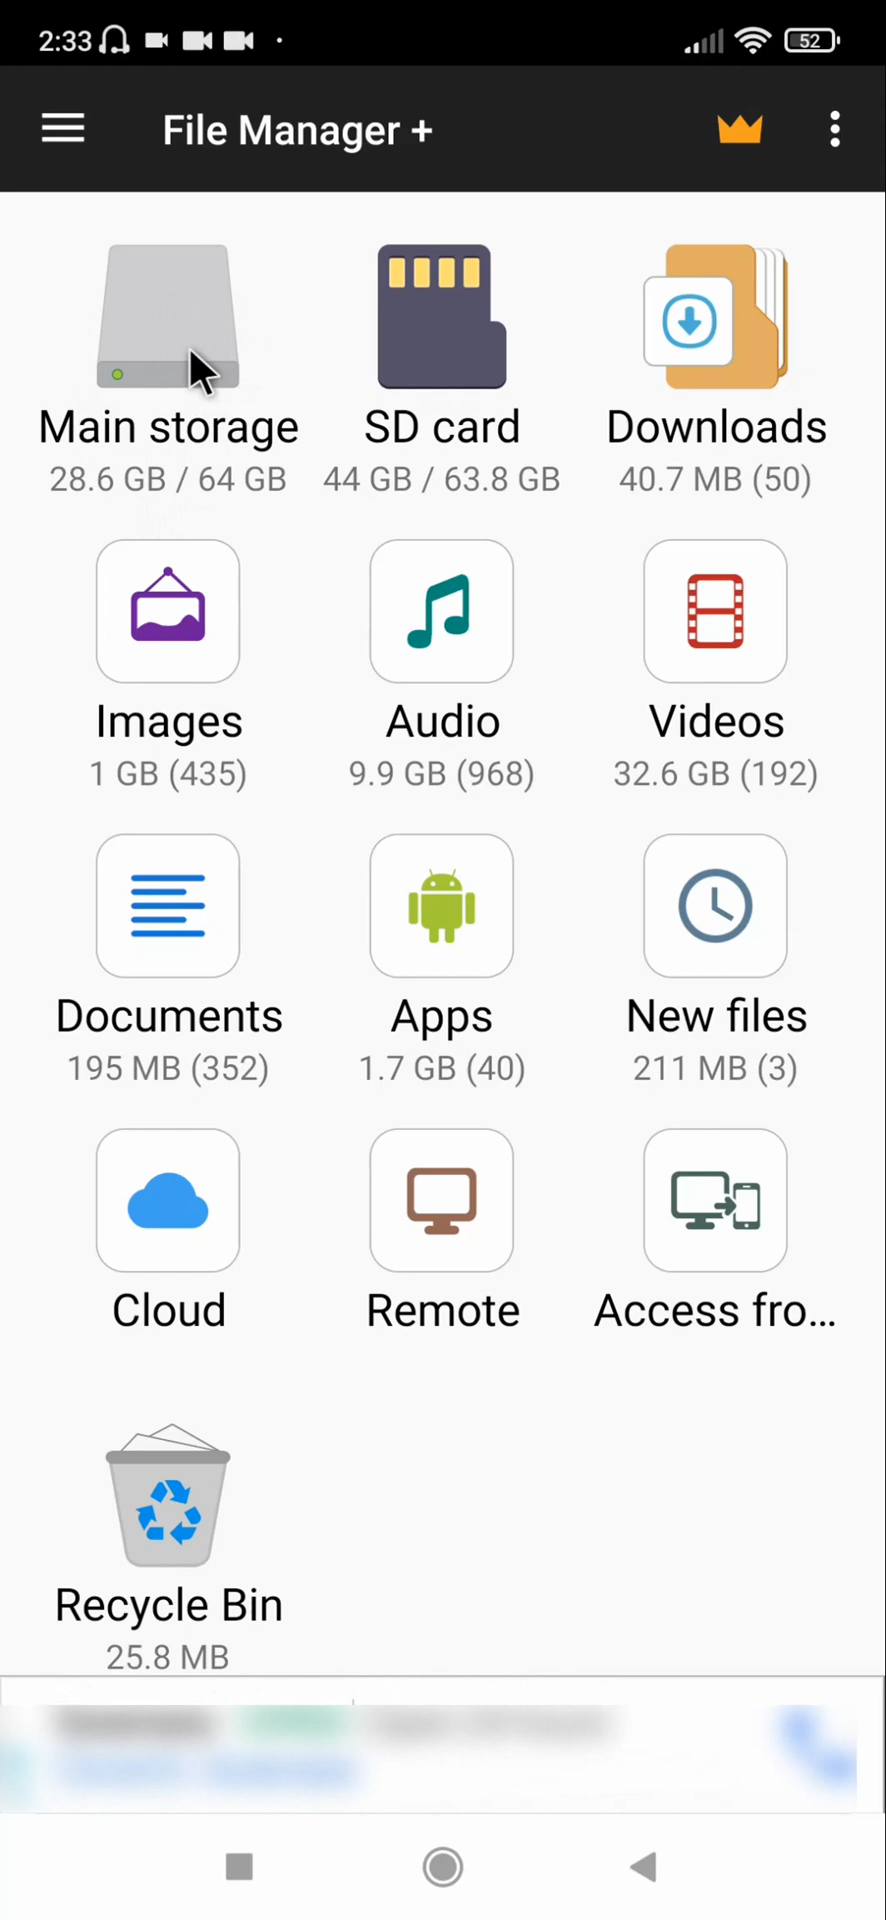 2:33
52
File Manager +
Main storage
28.6 GB / 64 GB
SD card
44 GB / 63.8 GB
Downloads
40.7 MB (50)
Images
1 GB (435)
Audio
9.9 GB (968)
Videos
32.6 GB (192)
Documents
195 MB (352)
Apps
1.7 GB (40)
New files
211 MB (3)
Cloud
Remote
Access fro...
Recycle Bin
25.8 MB